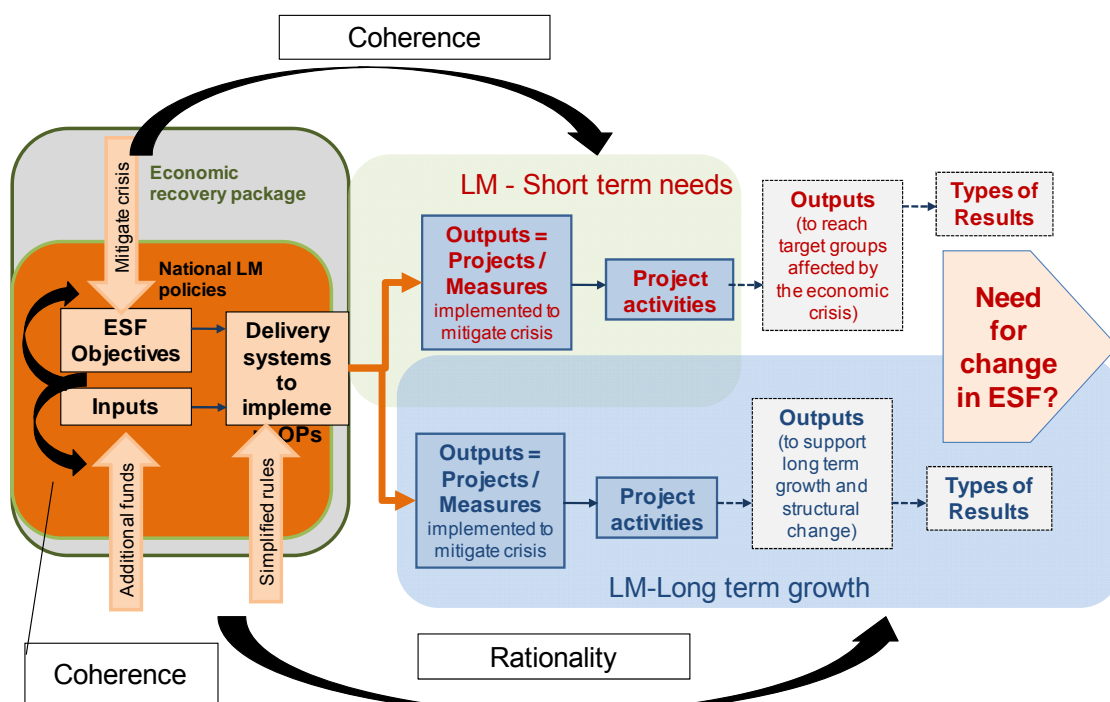 Coherence
Mitigate crisis
Economic
recovery package
National LM
policies
ESF
Objectives
Inputs
Delivery
systems
to
impleme
OPs
Additional funds
Simplified rules
Coherence
LM - Short term needs
Outputs =
Projects /
Measures
implemented to
mitigate crisis
Project
activities
Outputs
(to reach
target groups
affected by
the economic
crisis)
Types of
Results
Need
for
change
in ESF?
Outputs =
Projects /
Measures
implemented to
mitigate crisis
Project
activities
Outputs
(to support
long term
growth and
structural
change)
Types of
Results
LM-Long term growth
Rationality